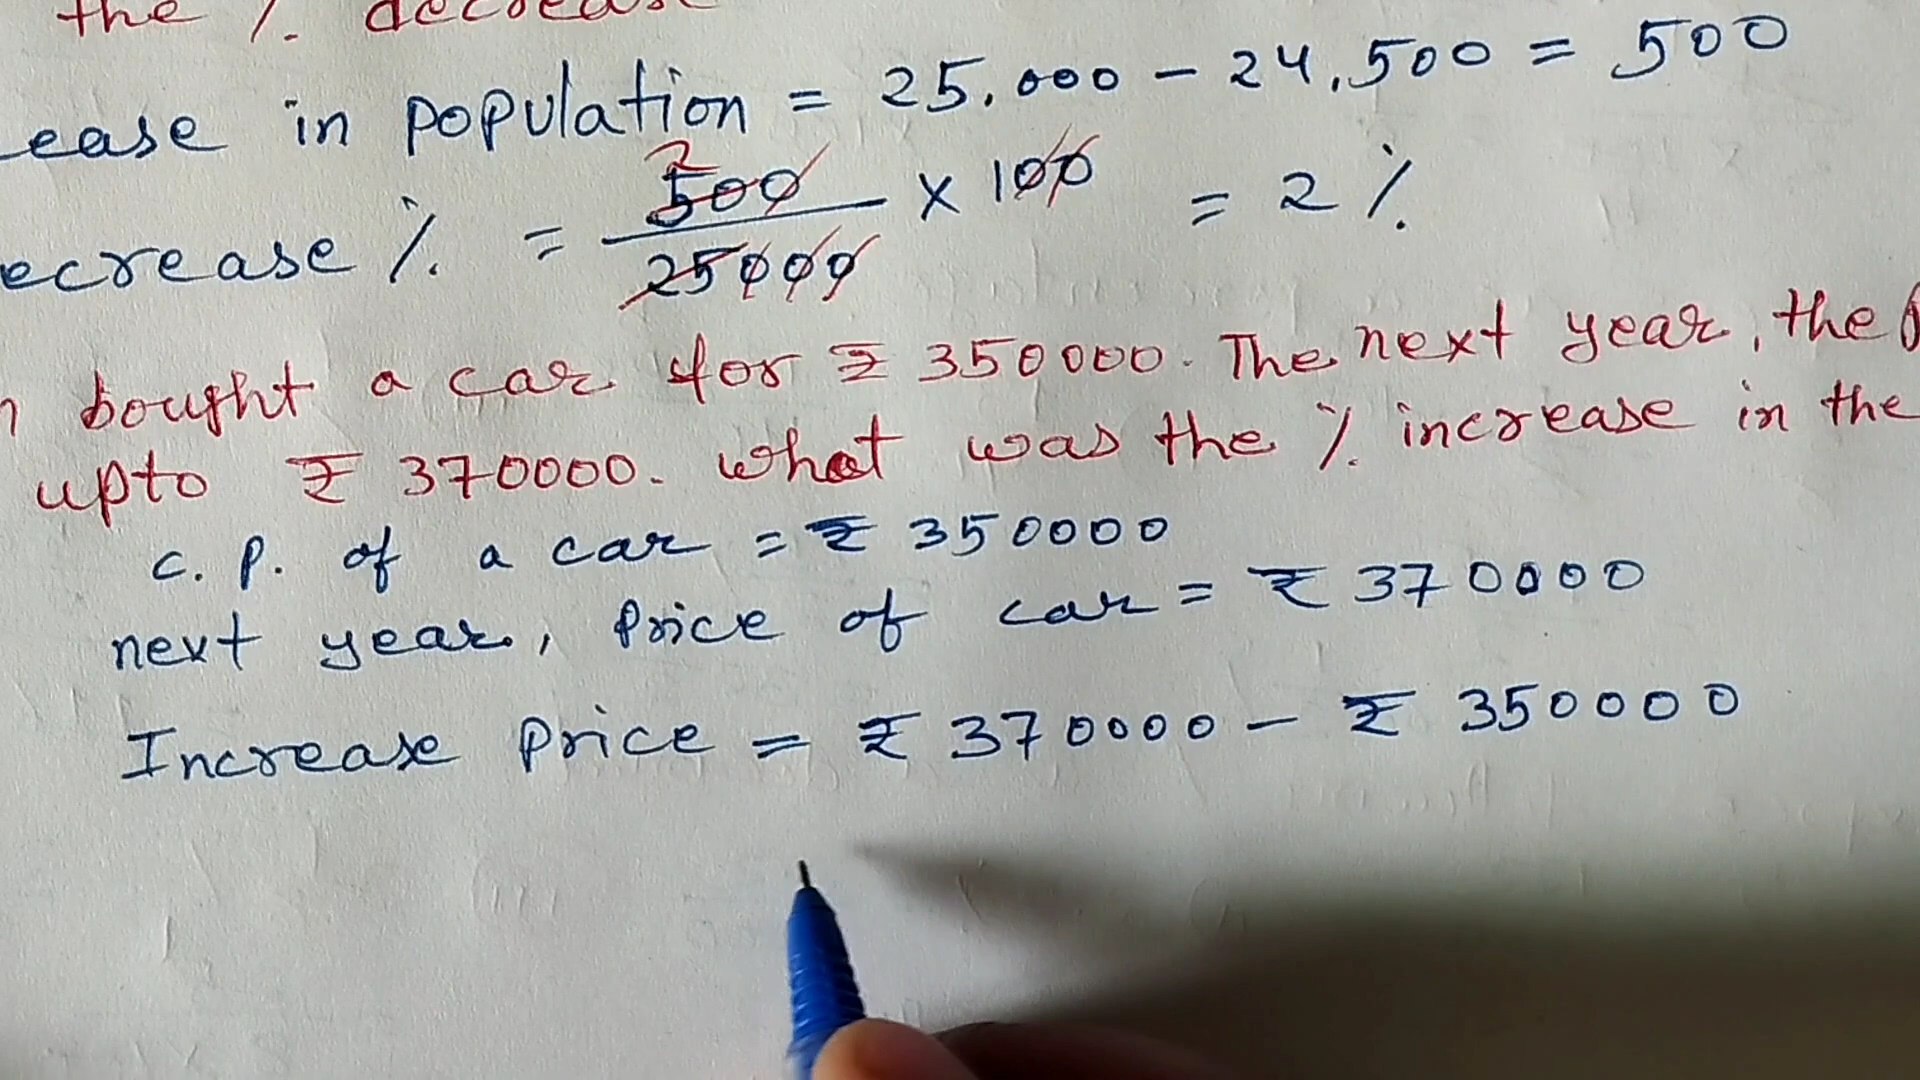 the % decrease
ease in population = 25,000 - 24,500 = 500
2
ecrease % = 500/25000 × 100 = 2 %
bought a car for ₹ 350000. The next year, the
upto ₹ 370000. what was the % increase in the
c. p. of a car = ₹ 350000
next year, Price of car = ₹ 370000
Increase Price = ₹ 370000 - ₹ 350000